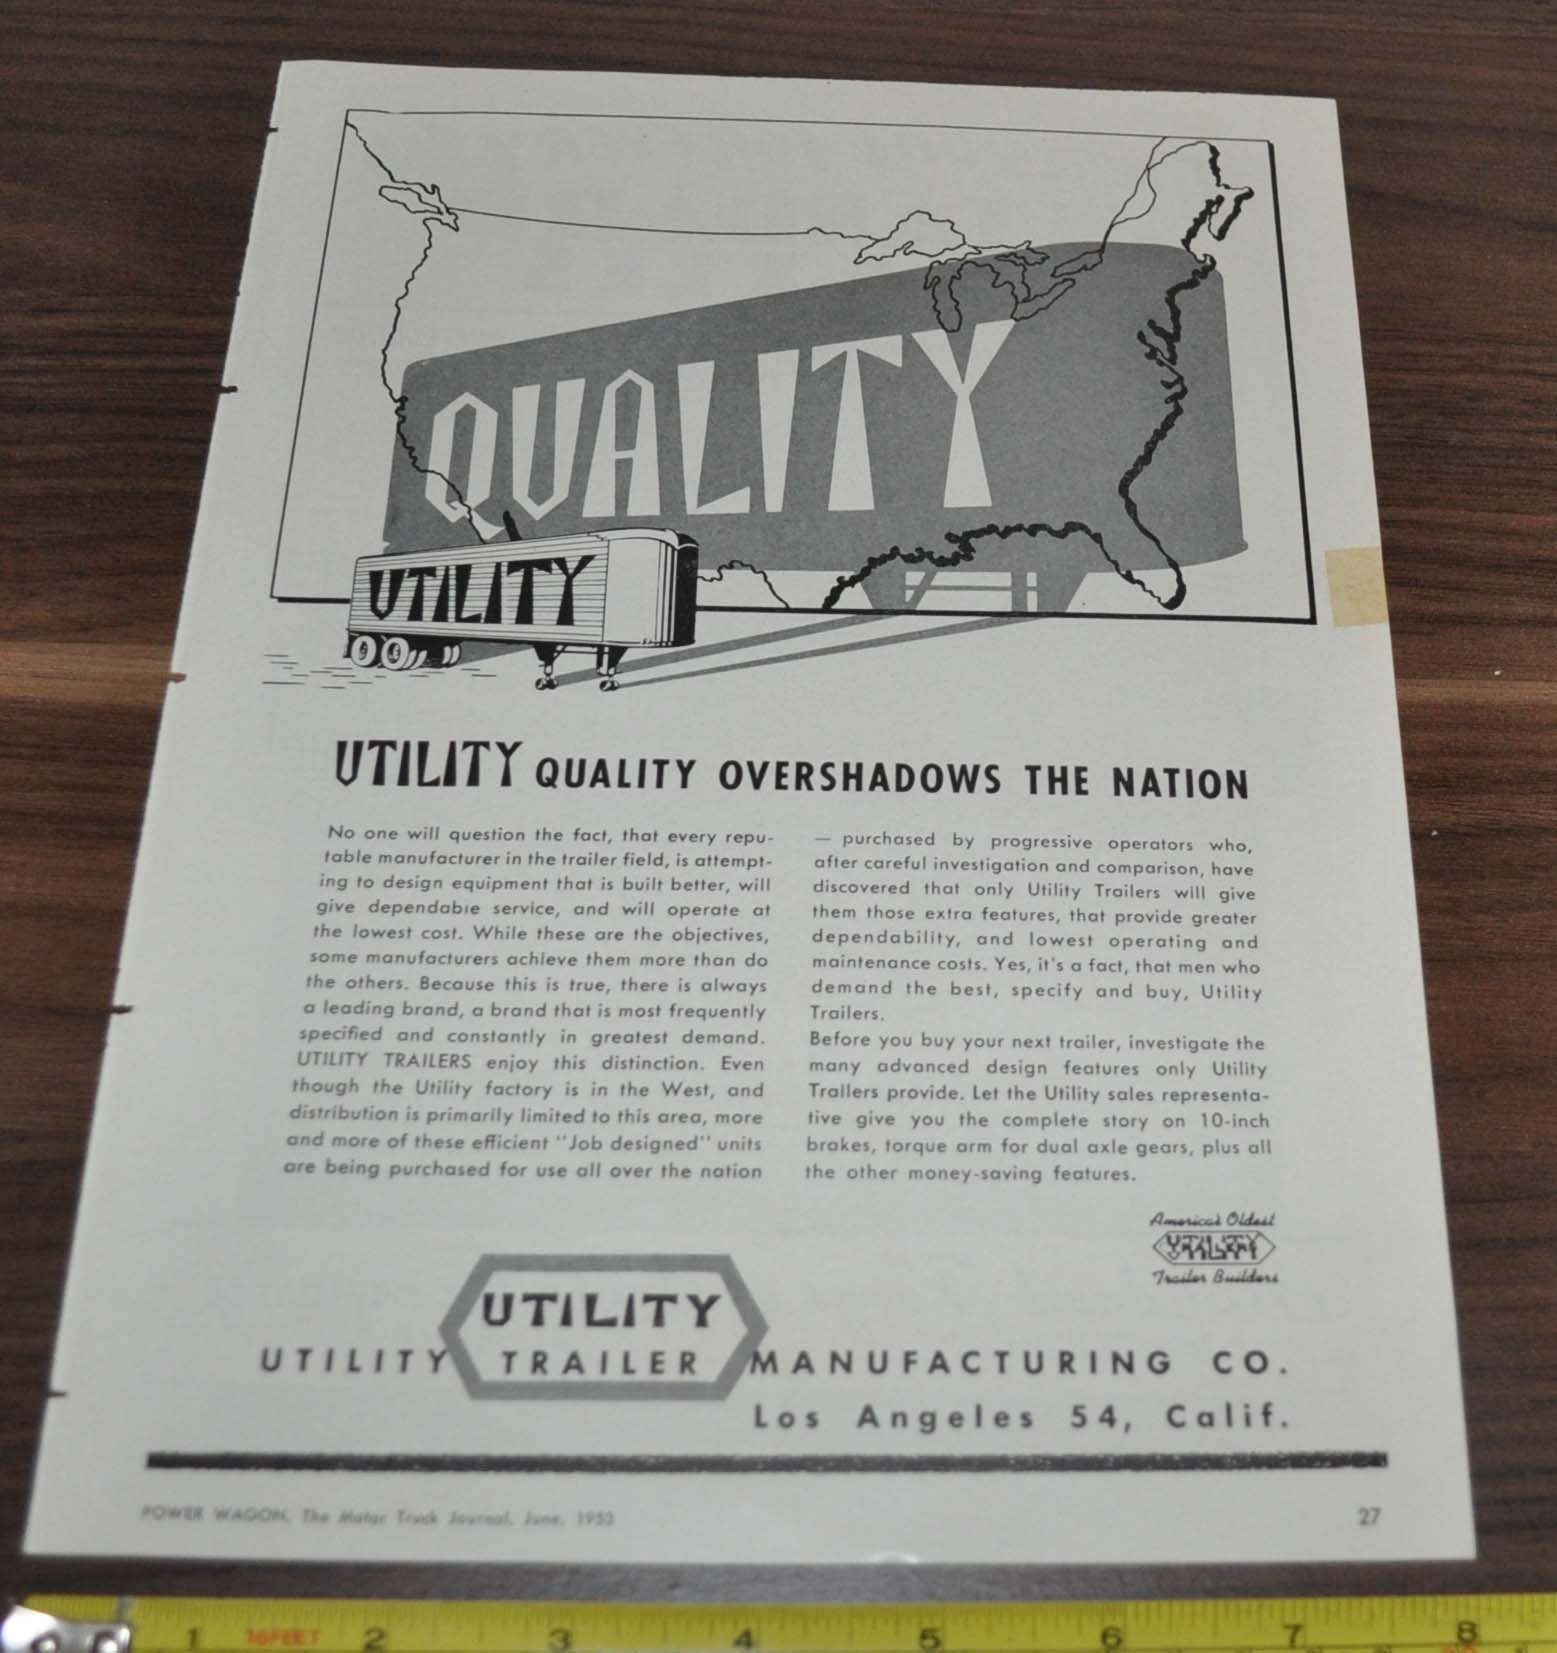 QUALITY
UTILITY
UTILITY QUALITY OVERSHADOWS THE NATION
No one will question the fact, that every repu-
table manufacturer in the trailer field, is attempt-
ing to design equipment that is built better, will
give dependable service, and will operate at
the lowest cost. While these are the objectives,
some manufacturers achieve them more than do
the others. Because this is true, there is always
a leading brand, a brand that is most frequently
specified and constantly in greatest demand.
UTILITY TRAILERS enjoy this distinction. Even
though the Utility factory is in the West, and
distribution is primarily limited to this area, more
and more of these efficient "Job designed" units
are being purchased for use all over the nation
— purchased by progressive operators who,
after careful investigation and comparison, have
discovered that only Utility Trailers will give
them those extra features, that provide greater
dependability, and lowest operating and
maintenance costs. Yes, it's a fact, that men who
demand the best, specify and buy, Utility
Trailers.
Before you buy your next trailer, investigate the
many advanced design features only Utility
Trailers provide. Let the Utility sales representa-
tive give you the complete story on 10-inch
brakes, torque arm for dual axle gears, plus all
the other money-saving features.
America's Oldest
UTILITY
TRAILER
Trailer Builders
UTILITY
UTILITY TRAILER MANUFACTURING CO.
Los Angeles 54, Calif.
POWER WAGON, The Motor Truck Journal, June, 1953
27
1 16FEET 2 3 4 5 6 7 8